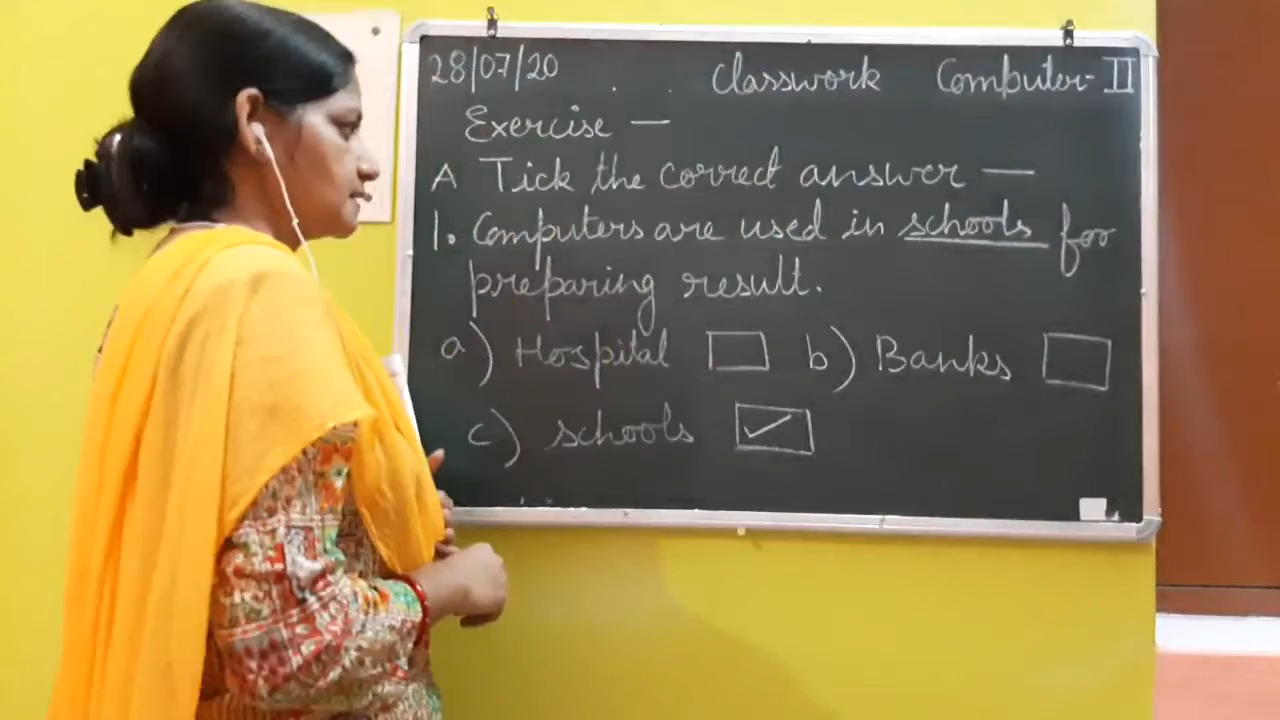 28/07/20 Classwork Computer-II
Exercise —
A Tick the correct answer —
1. Computers are used in schools for
preparing result.
a) Hospital b) Banks
c) schools ✓